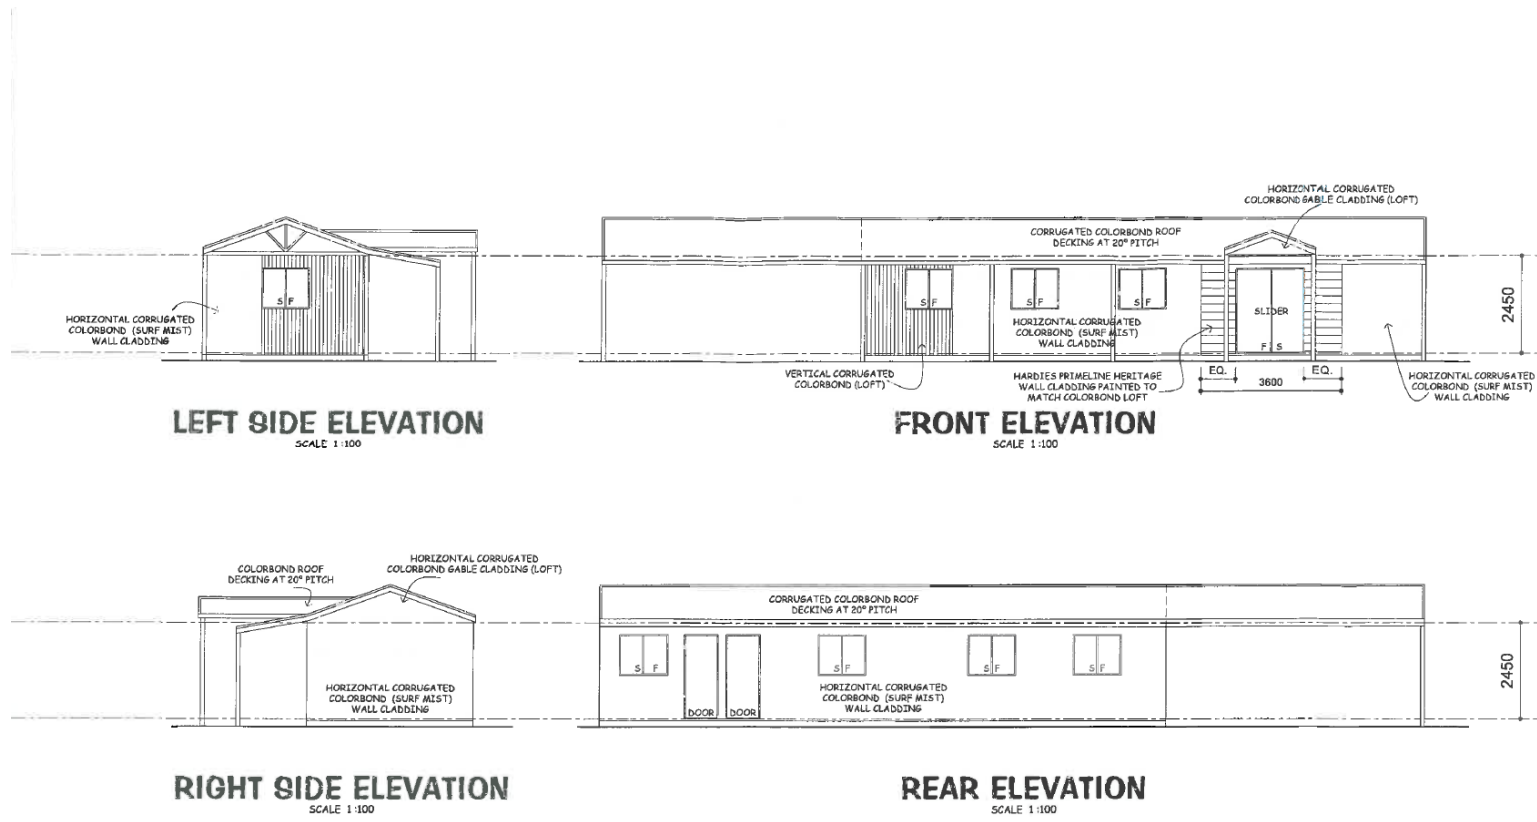 HORIZONTAL CORRUGATED
COLORBOND GABLE CLADDING (LOFT)
CORRUGATED COLORBOND ROOF
DECKING AT 20° PITCH
S F
S F
S F
S F
SLIDER
F S
2450
HORIZONTAL CORRUGATED
COLORBOND (SURF MIST)
WALL CLADDING
HORIZONTAL CORRUGATED
COLORBOND (SURF MIST)
WALL CLADDING
VERTICAL CORRUGATED
COLORBOND (LOFT)
HARDIES PRIMELINE HERITAGE
WALL CLADDING PAINTED TO
MATCH COLORBOND LOFT
EQ.
EQ.
3600
HORIZONTAL CORRUGATED
COLORBOND (SURF MIST)
WALL CLADDING
LEFT SIDE ELEVATION
SCALE 1:100
FRONT ELEVATION
SCALE 1:100
COLORBOND ROOF
DECKING AT 20° PITCH
HORIZONTAL CORRUGATED
COLORBOND GABLE CLADDING (LOFT)
HORIZONTAL CORRUGATED
COLORBOND (SURF MIST)
WALL CLADDING
CORRUGATED COLORBOND ROOF
DECKING AT 20° PITCH
S F
S F
S F
S F
DOOR
DOOR
HORIZONTAL CORRUGATED
COLORBOND (SURF MIST)
WALL CLADDING
2450
RIGHT SIDE ELEVATION
SCALE 1:100
REAR ELEVATION
SCALE 1:100